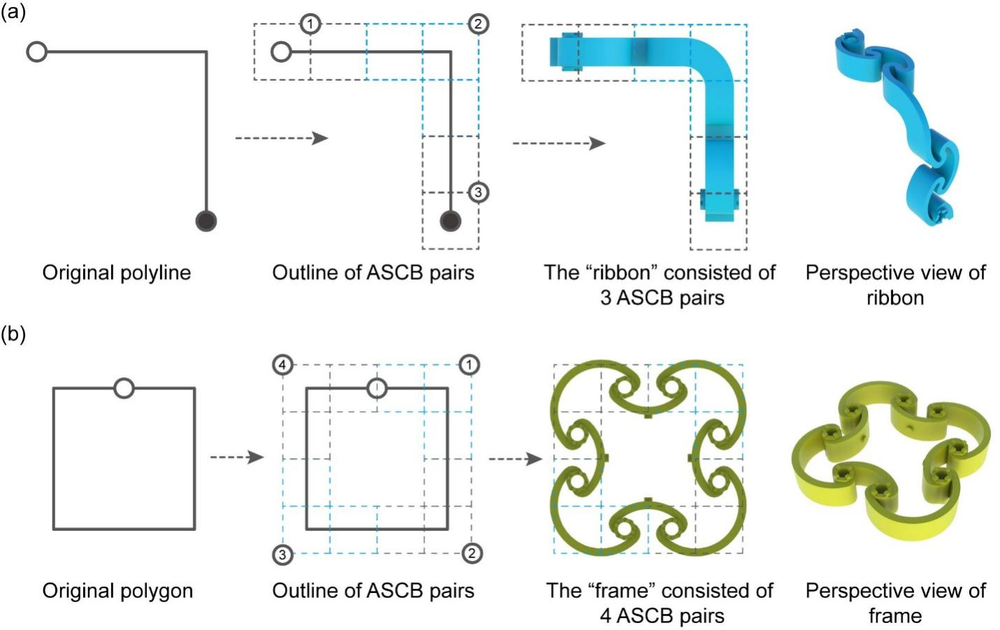 (a)
1
2
3
Original polyline
Outline of ASCB pairs
The “ribbon” consisted of
3 ASCB pairs
Perspective view of
ribbon
(b)
4
1
3
2
Original polygon
Outline of ASCB pairs
The “frame” consisted of
4 ASCB pairs
Perspective view of
frame